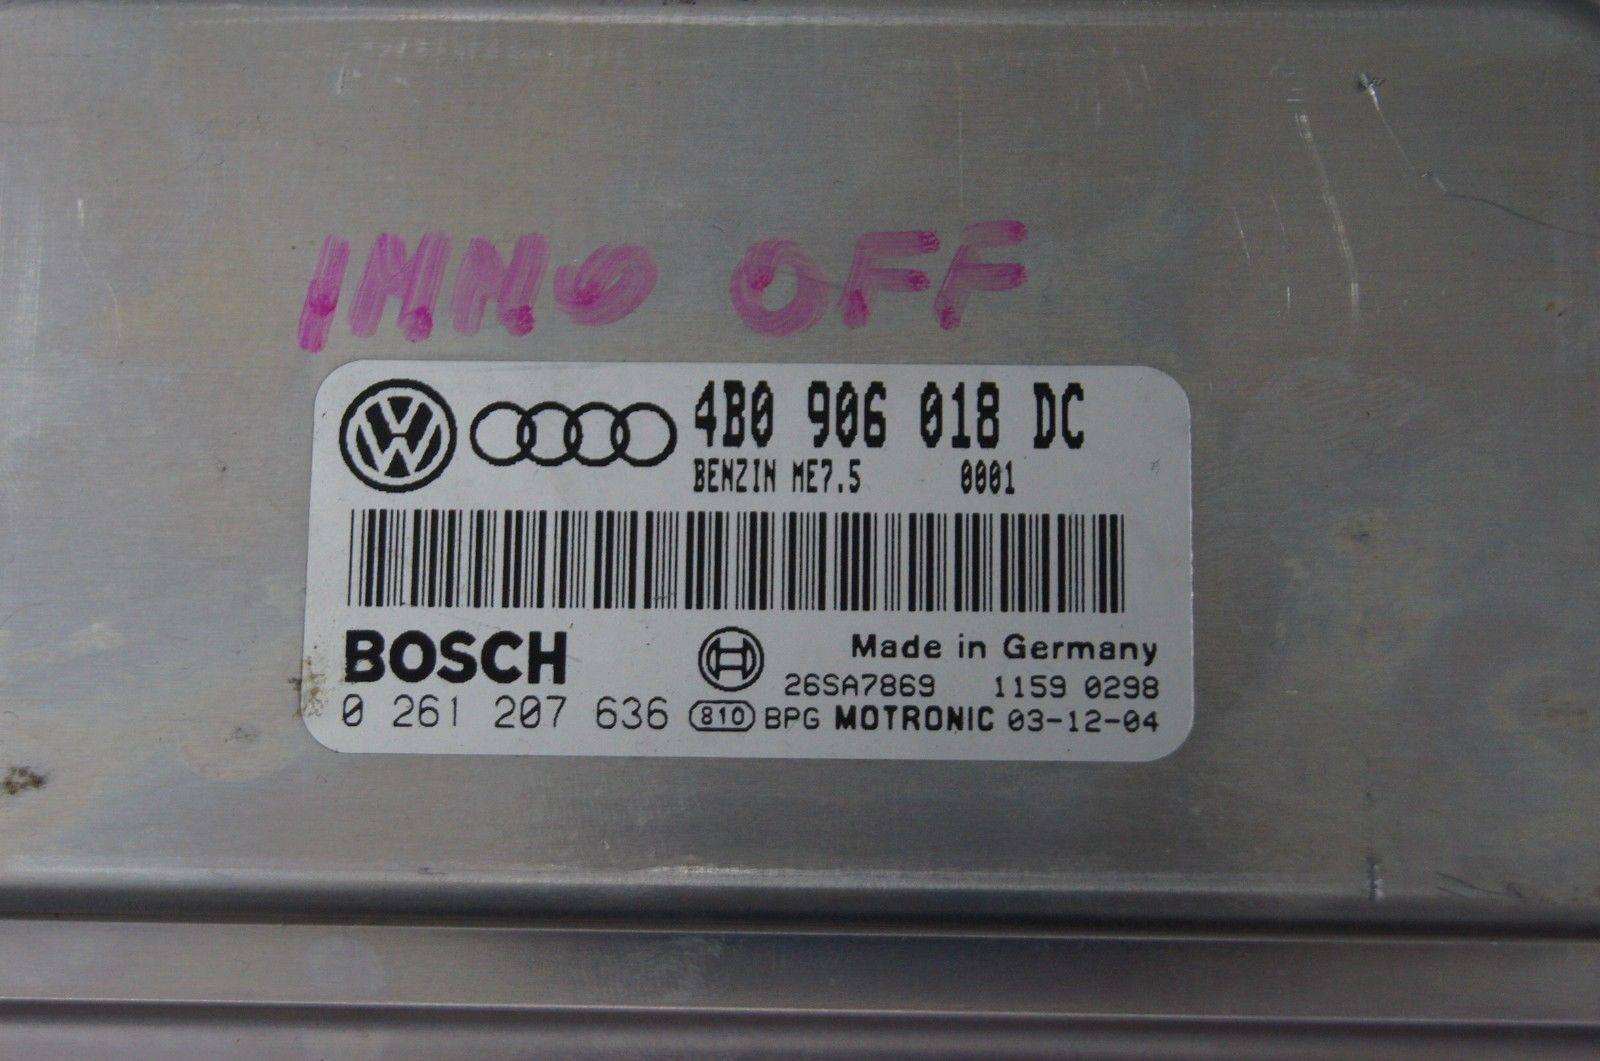 IMMO OFF
4B0 906 018 DC
BENZIN ME7.5 0001
BOSCH
Made in Germany
26SA7869 1159 0298
0 261 207 636 810 BPG MOTRONIC 03-12-04